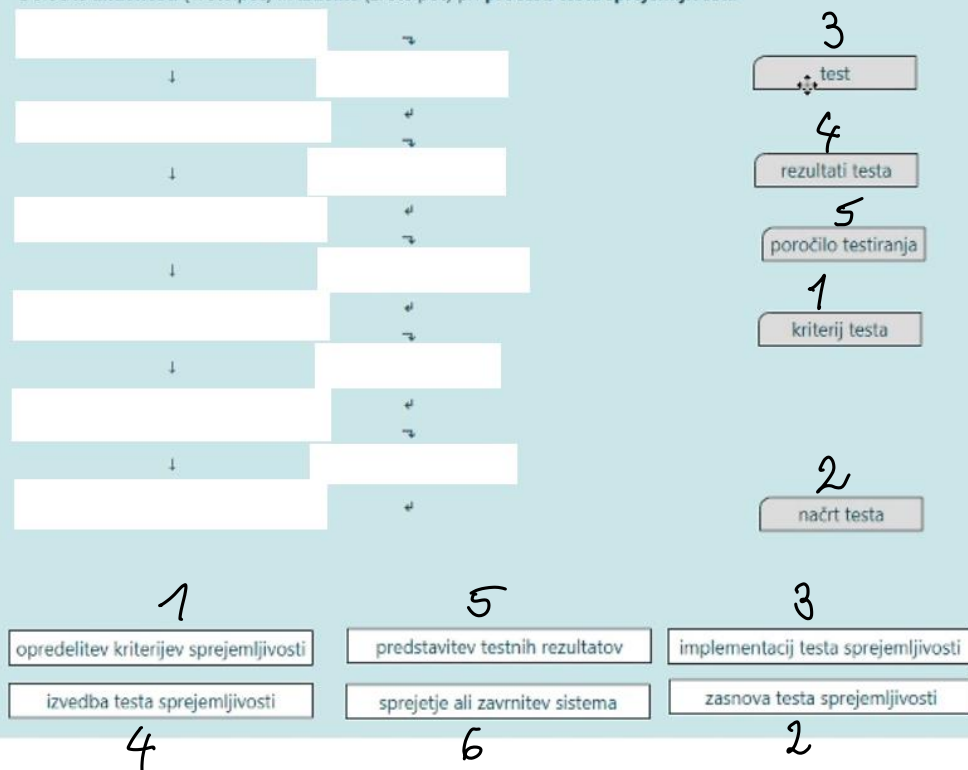 3
test
4
rezultati testa
5
poročilo testiranja
1
kriterij testa
2
načrt testa
1 5 3
opredelitev kriterijev sprejemljivosti predstavitev testnih rezultatov implementacij testa sprejemljivosti
izvedba testa sprejemljivosti sprejetje ali zavrnitev sistema zasnova testa sprejemljivosti
4 6 2